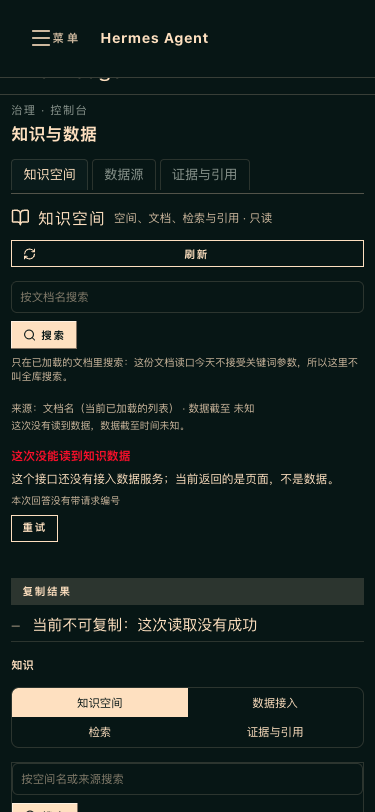 菜单 Hermes Agent
治理 · 控制台
知识与数据
知识空间 数据源 证据与引用
知识空间 空间、文档、检索与引用 · 只读
刷新
按文档名搜索
搜索
只在已加载的文档里搜索：这份文档读口今天不接受关键词参数，所以这里不
叫全库搜索。
来源：文档名（当前已加载的列表） · 数据截至 未知
这次没有读到数据，数据截至时间未知。
这次没能读到知识数据
这个接口还没有接入数据服务；当前返回的是页面，不是数据。
本次回答没有带请求编号
重试
复制结果
— 当前不可复制：这次读取没有成功
知识
知识空间 数据接入
检索 证据与引用
按空间名或来源搜索